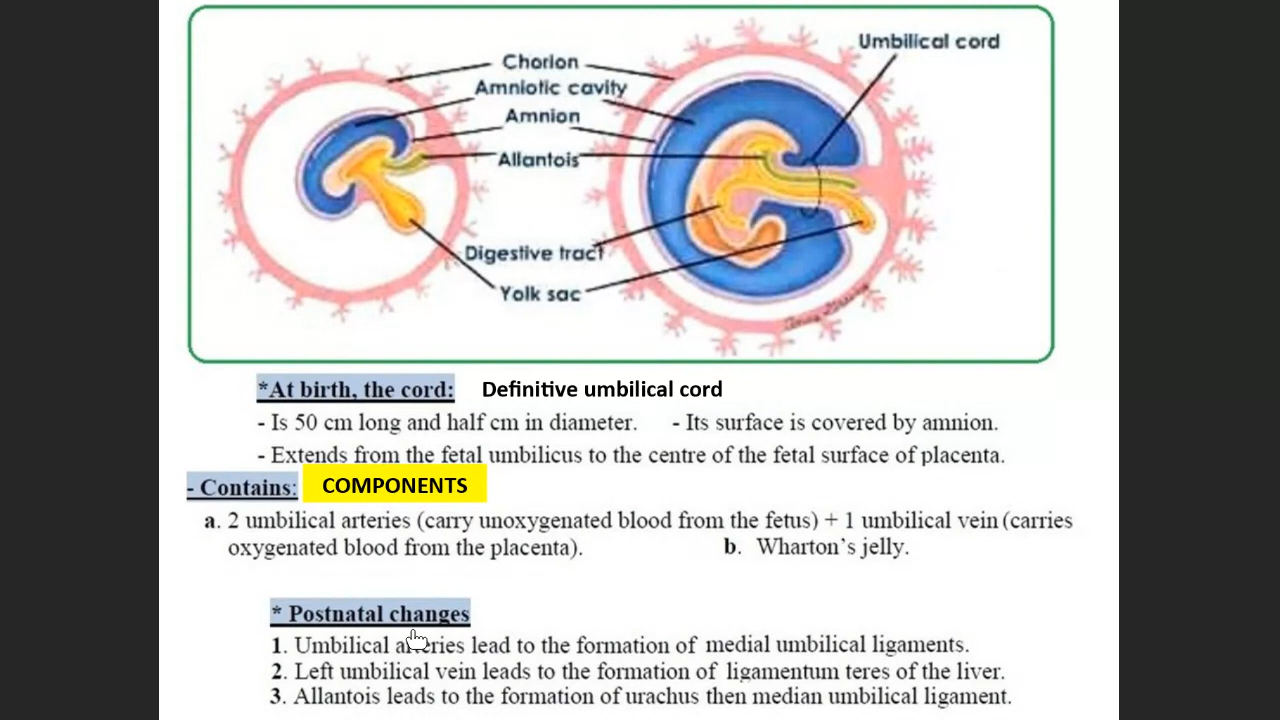 Umbilical cord
Chorion
Amniotic cavity
Amnion
Allantois
Digestive tract
Yolk sac
*At birth, the cord: Definitive umbilical cord
- Is 50 cm long and half cm in diameter. - Its surface is covered by amnion.
- Extends from the fetal umbilicus to the centre of the fetal surface of placenta.
- Contains: COMPONENTS
a. 2 umbilical arteries (carry unoxygenated blood from the fetus) + 1 umbilical vein (carries
oxygenated blood from the placenta). b. Wharton's jelly.
* Postnatal changes
1. Umbilical arteries lead to the formation of medial umbilical ligaments.
2. Left umbilical vein leads to the formation of ligamentum teres of the liver.
3. Allantois leads to the formation of urachus then median umbilical ligament.